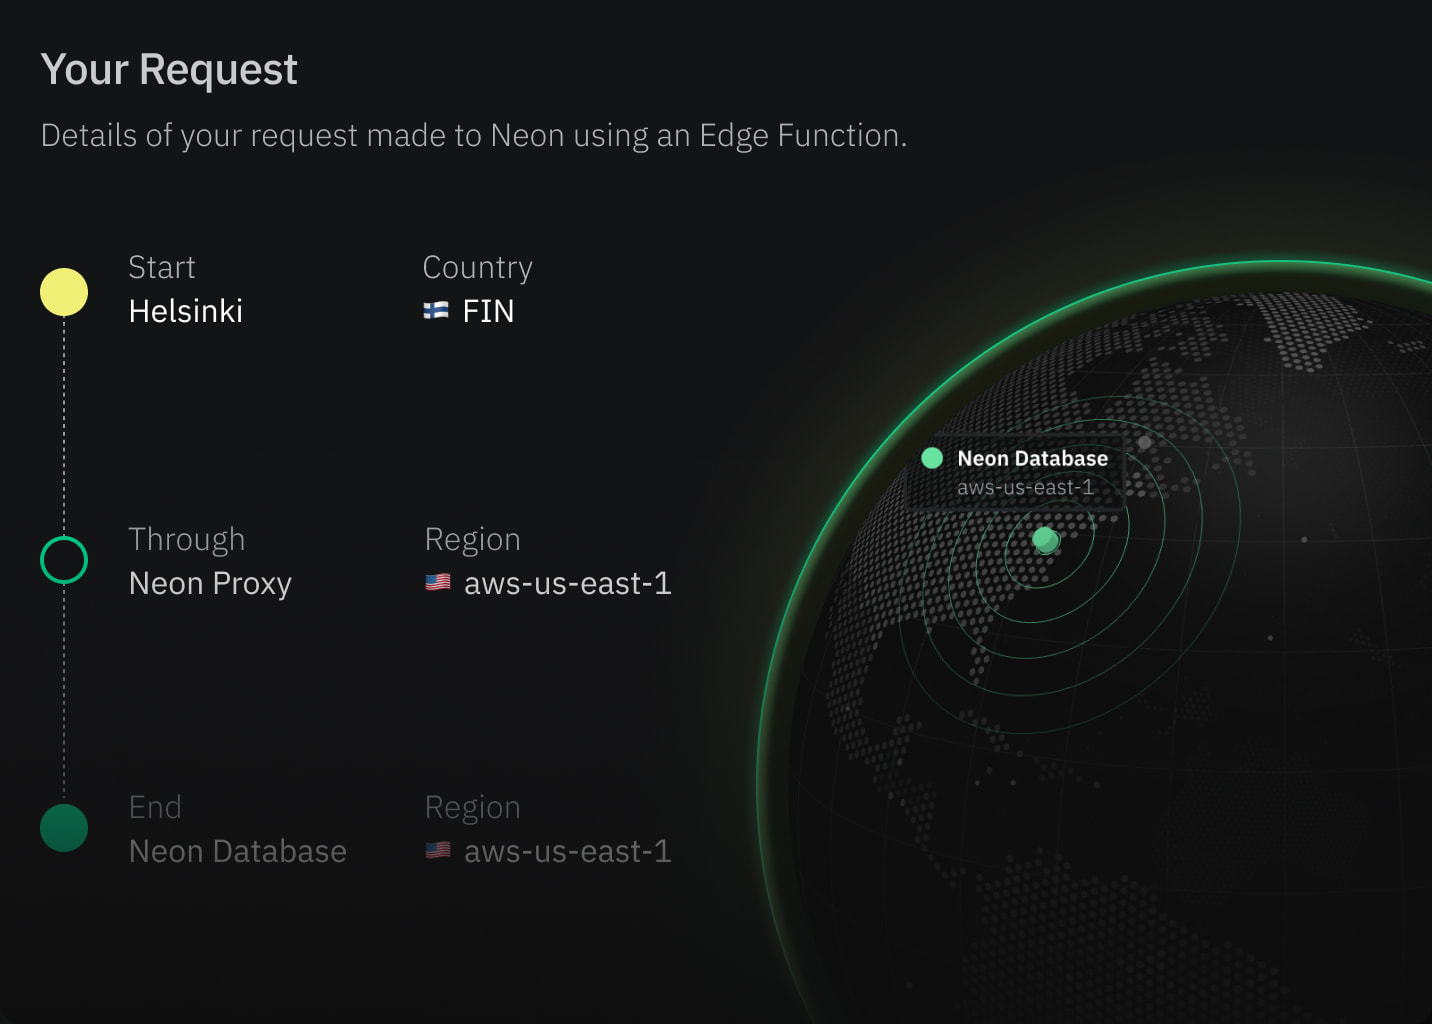 Your Request
Details of your request made to Neon using an Edge Function.
Start
Helsinki
Country
FIN
Through
Neon Proxy
Region
aws-us-east-1
End
Neon Database
Region
aws-us-east-1
Neon Database
aws-us-east-1